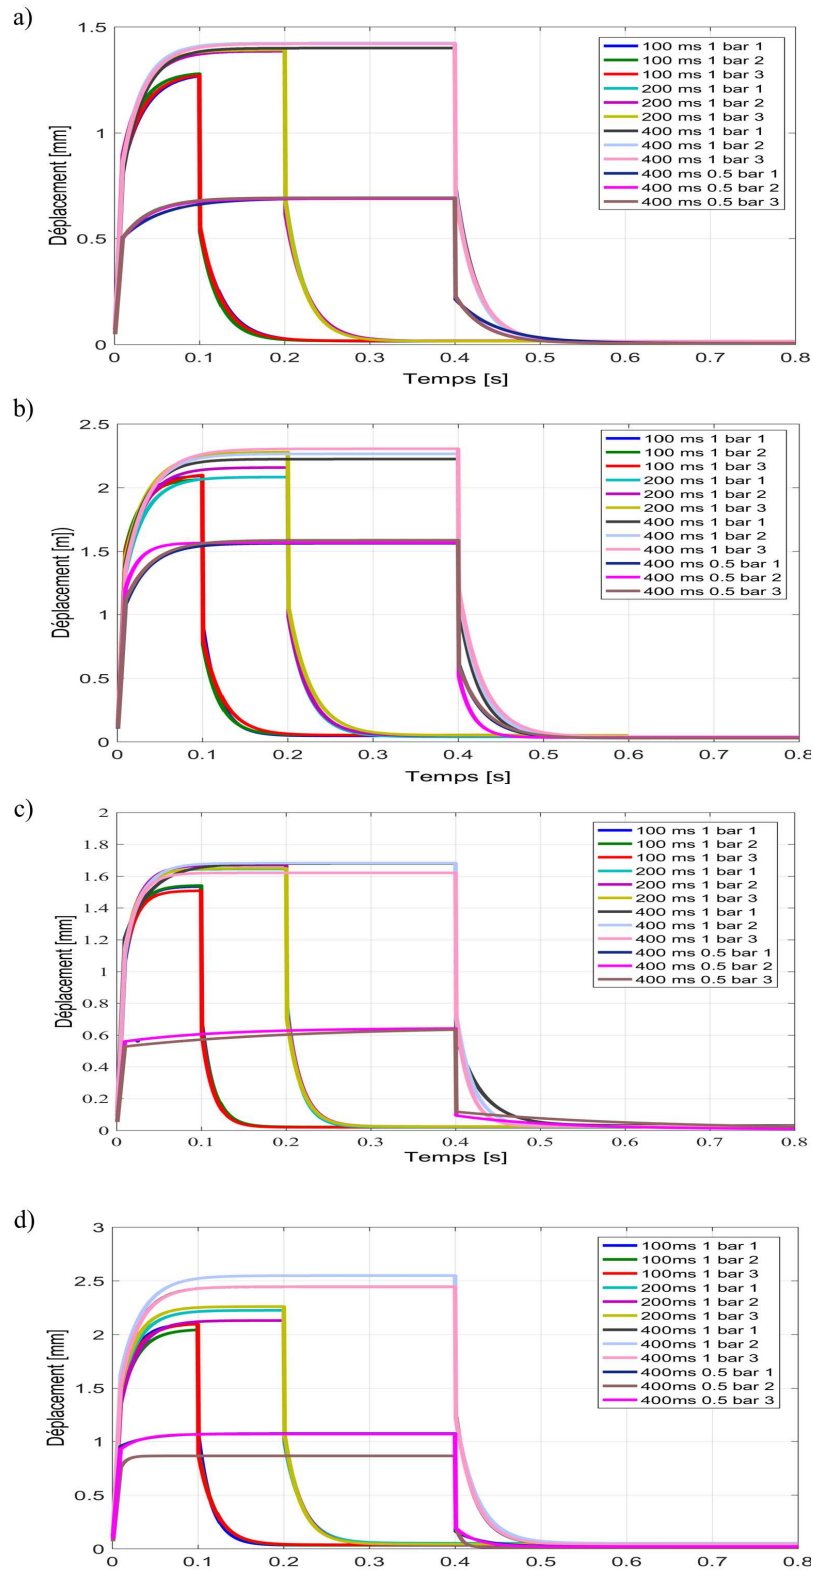 a)
1.5
1
0.5
0
Déplacement [mm]
0
0.1
0.2
0.3
0.4
0.5
0.6
0.7
0.8
Temps [s]
100 ms 1 bar 1
100 ms 1 bar 2
100 ms 1 bar 3
200 ms 1 bar 1
200 ms 1 bar 2
200 ms 1 bar 3
400 ms 1 bar 1
400 ms 1 bar 2
400 ms 1 bar 3
400 ms 0.5 bar 1
400 ms 0.5 bar 2
400 ms 0.5 bar 3
b)
2.5
2
1.5
1
0.5
0
Déplacement [m])
0
0.1
0.2
0.3
0.4
0.5
0.6
0.7
0.8
Temps [s]
100 ms 1 bar 1
100 ms 1 bar 2
100 ms 1 bar 3
200 ms 1 bar 1
200 ms 1 bar 2
200 ms 1 bar 3
400 ms 1 bar 1
400 ms 1 bar 2
400 ms 1 bar 3
400 ms 0.5 bar 1
400 ms 0.5 bar 2
400 ms 0.5 bar 3
c)
2
1.8
1.6
1.4
1.2
1
0.8
0.6
0.4
0.2
0
Déplacement [mm]
0
0.1
0.2
0.3
0.4
0.5
0.6
0.7
0.8
Temps [s]
100 ms 1 bar 1
100 ms 1 bar 2
100 ms 1 bar 3
200 ms 1 bar 1
200 ms 1 bar 2
200 ms 1 bar 3
400 ms 1 bar 1
400 ms 1 bar 2
400 ms 1 bar 3
400 ms 0.5 bar 1
400 ms 0.5 bar 2
400 ms 0.5 bar 3
d)
3
2.5
2
1.5
1
0.5
0
Déplacement [mm]
0
0.1
0.2
0.3
0.4
0.5
0.6
0.7
0.8
100ms 1 bar 1
100ms 1 bar 2
100ms 1 bar 3
200ms 1 bar 1
200ms 1 bar 2
200ms 1 bar 3
400ms 1 bar 1
400ms 1 bar 2
400ms 1 bar 3
400ms 0.5 bar 1
400ms 0.5 bar 2
400ms 0.5 bar 3